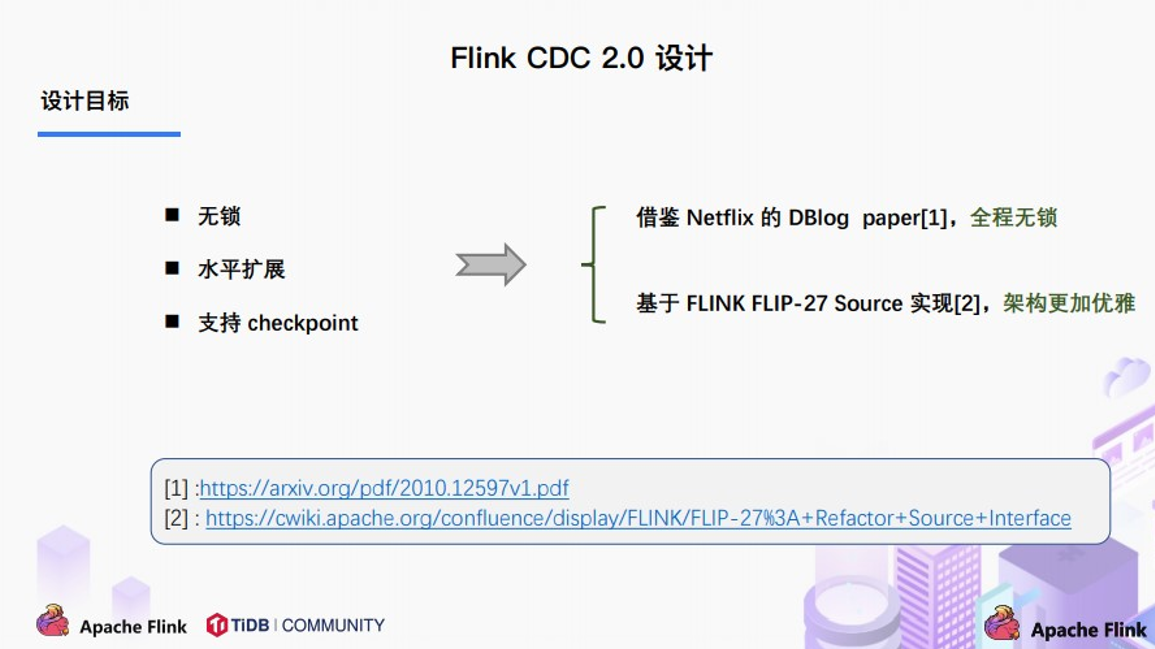 Flink CDC 2.0 设计
设计目标
■ 无锁
■ 水平扩展
■ 支持 checkpoint
借鉴 Netflix 的 DBlog paper[1]，全程无锁
基于 FLINK FLIP-27 Source 实现[2]，架构更加优雅
[1] :https://arxiv.org/pdf/2010.12597v1.pdf
[2] : https://cwiki.apache.org/confluence/display/FLINK/FLIP-27%3A+Refactor+Source+Interface
Apache Flink
TiDB | COMMUNITY
Apache Flink